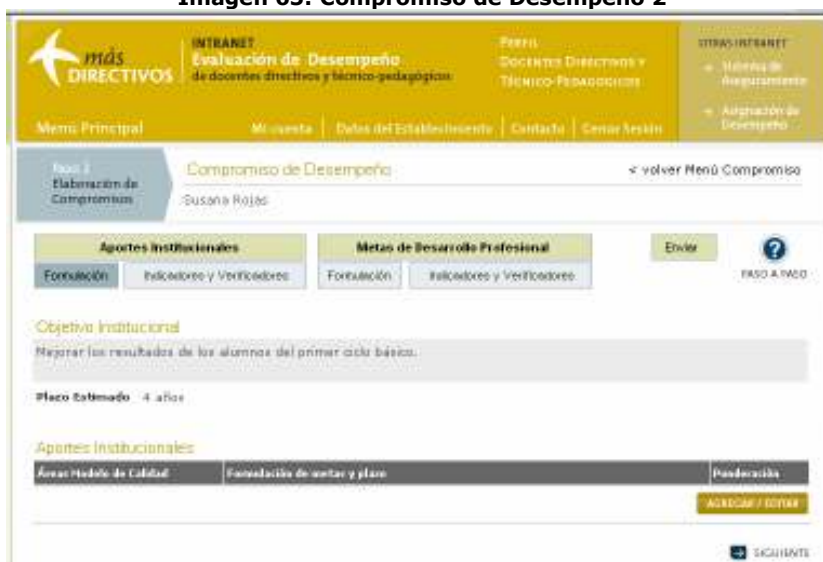 Imagen 65: Compromiso de Desempeño 2
más DIRECTIVOS
INTRANET
Evaluación de Desempeño
de docentes directivos y técnico-pedagógicos
PERFIL
DOCENTES DIRECTIVOS Y
TÉCNICO-PEDAGÓGICOS
OTRAS INTRANET
Sistema de
Aseguramiento
Asignación de
Desempeño
Menú Principal
Mi cuenta | Datos del Establecimiento | Contacto | Cerrar Sesión
Paso 2
Elaboración de
Compromisos
Compromiso de Desempeño
< volver Menú Compromiso
Susana Rojas
Aportes Institucionales
Metas de Desarrollo Profesional
Enviar
Formulación
Indicadores y Verificadores
Formulación
Indicadores y Verificadores
PASO A PASO
Objetivo Institucional
Mejorar los resultados de los alumnos del primer ciclo básico.
Plazo Estimado 4 años
Aportes Institucionales
Áreas Modelo de Calidad
Formulación de metas y plazo
Ponderación
AGREGAR / EDITAR
SIGUIENTE